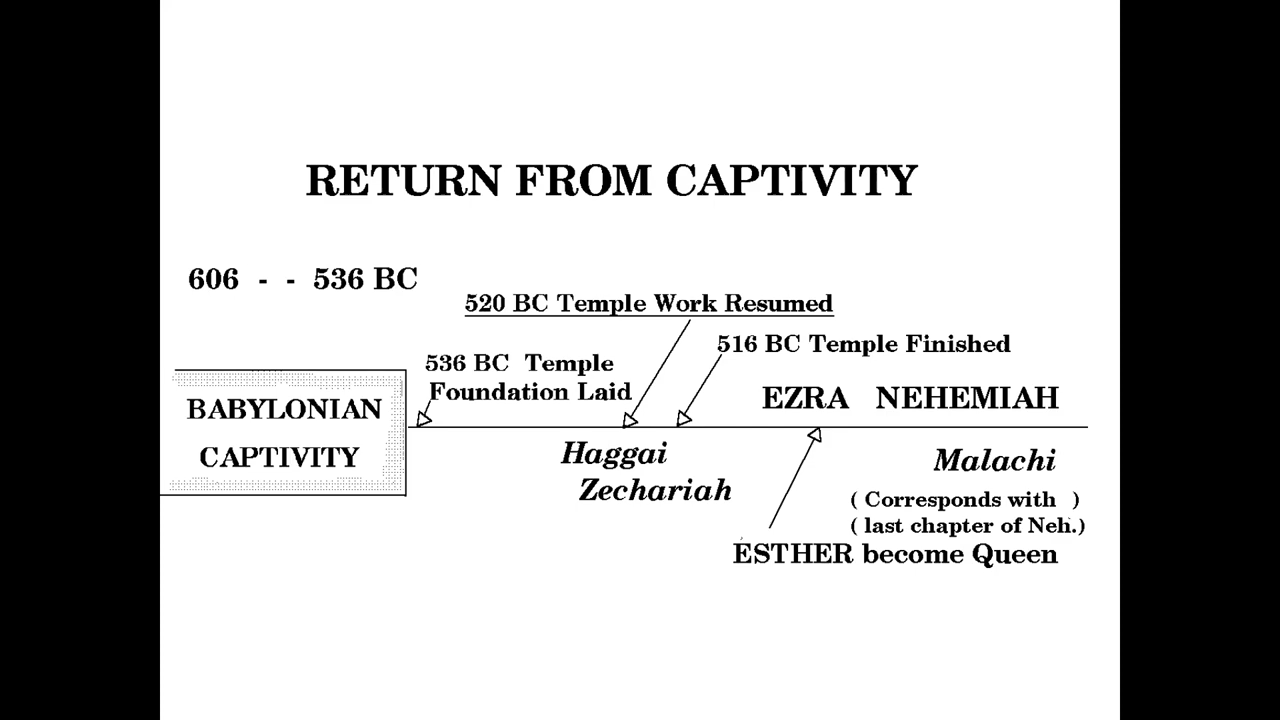 RETURN FROM CAPTIVITY
606 - - 536 BC
520 BC Temple Work Resumed
516 BC Temple Finished
536 BC Temple
Foundation Laid
EZRA NEHEMIAH
BABYLONIAN
CAPTIVITY
Haggai
Zechariah
Malachi
( Corresponds with )
( last chapter of Neh.)
ESTHER become Queen